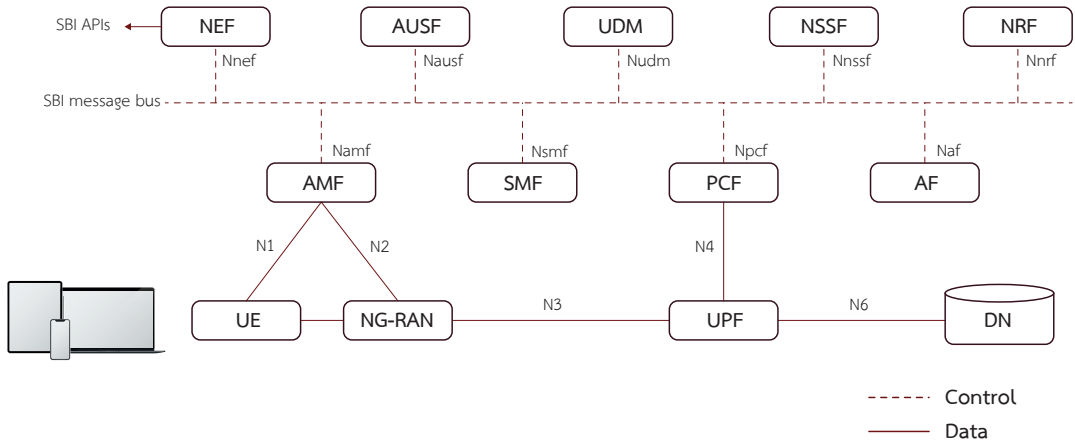 SBI APIs
NEF
AUSF
UDM
NSSF
NRF
Nnef
Nausf
Nudm
Nnssf
Nnrf
SBI message bus
Namf
Nsmf
Npcf
Naf
AMF
SMF
PCF
AF
N1
N2
N4
UE
NG-RAN
N3
UPF
N6
DN
Control
Data